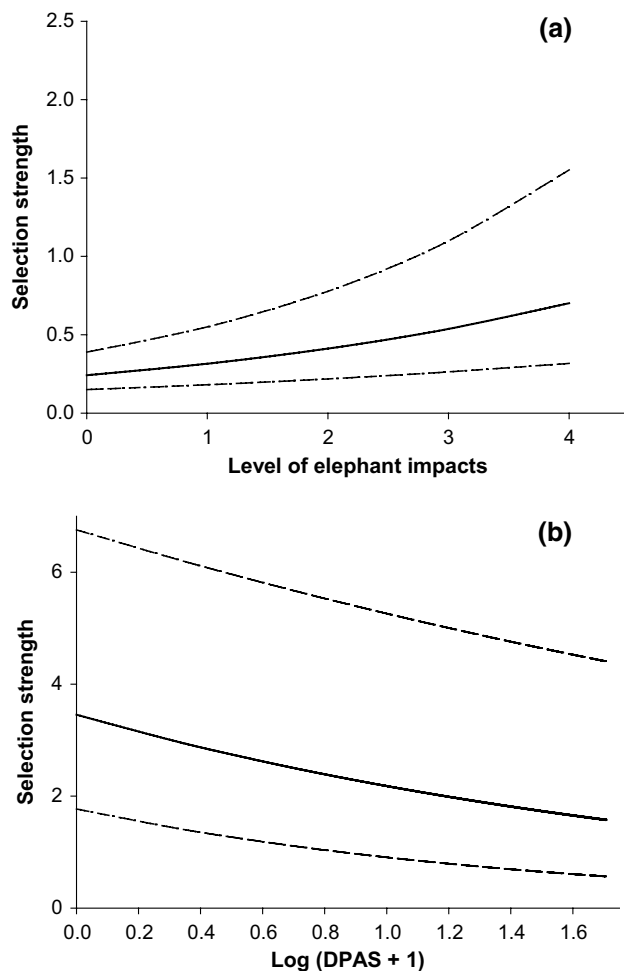 (a)
2.5
2.0
1.5
1.0
0.5
0.0
Selection strength
0 1 2 3 4
Level of elephant impacts
(b)
6
4
2
0
Selection strength
0.0 0.2 0.4 0.6 0.8 1.0 1.2 1.4 1.6
Log (DPAS + 1)